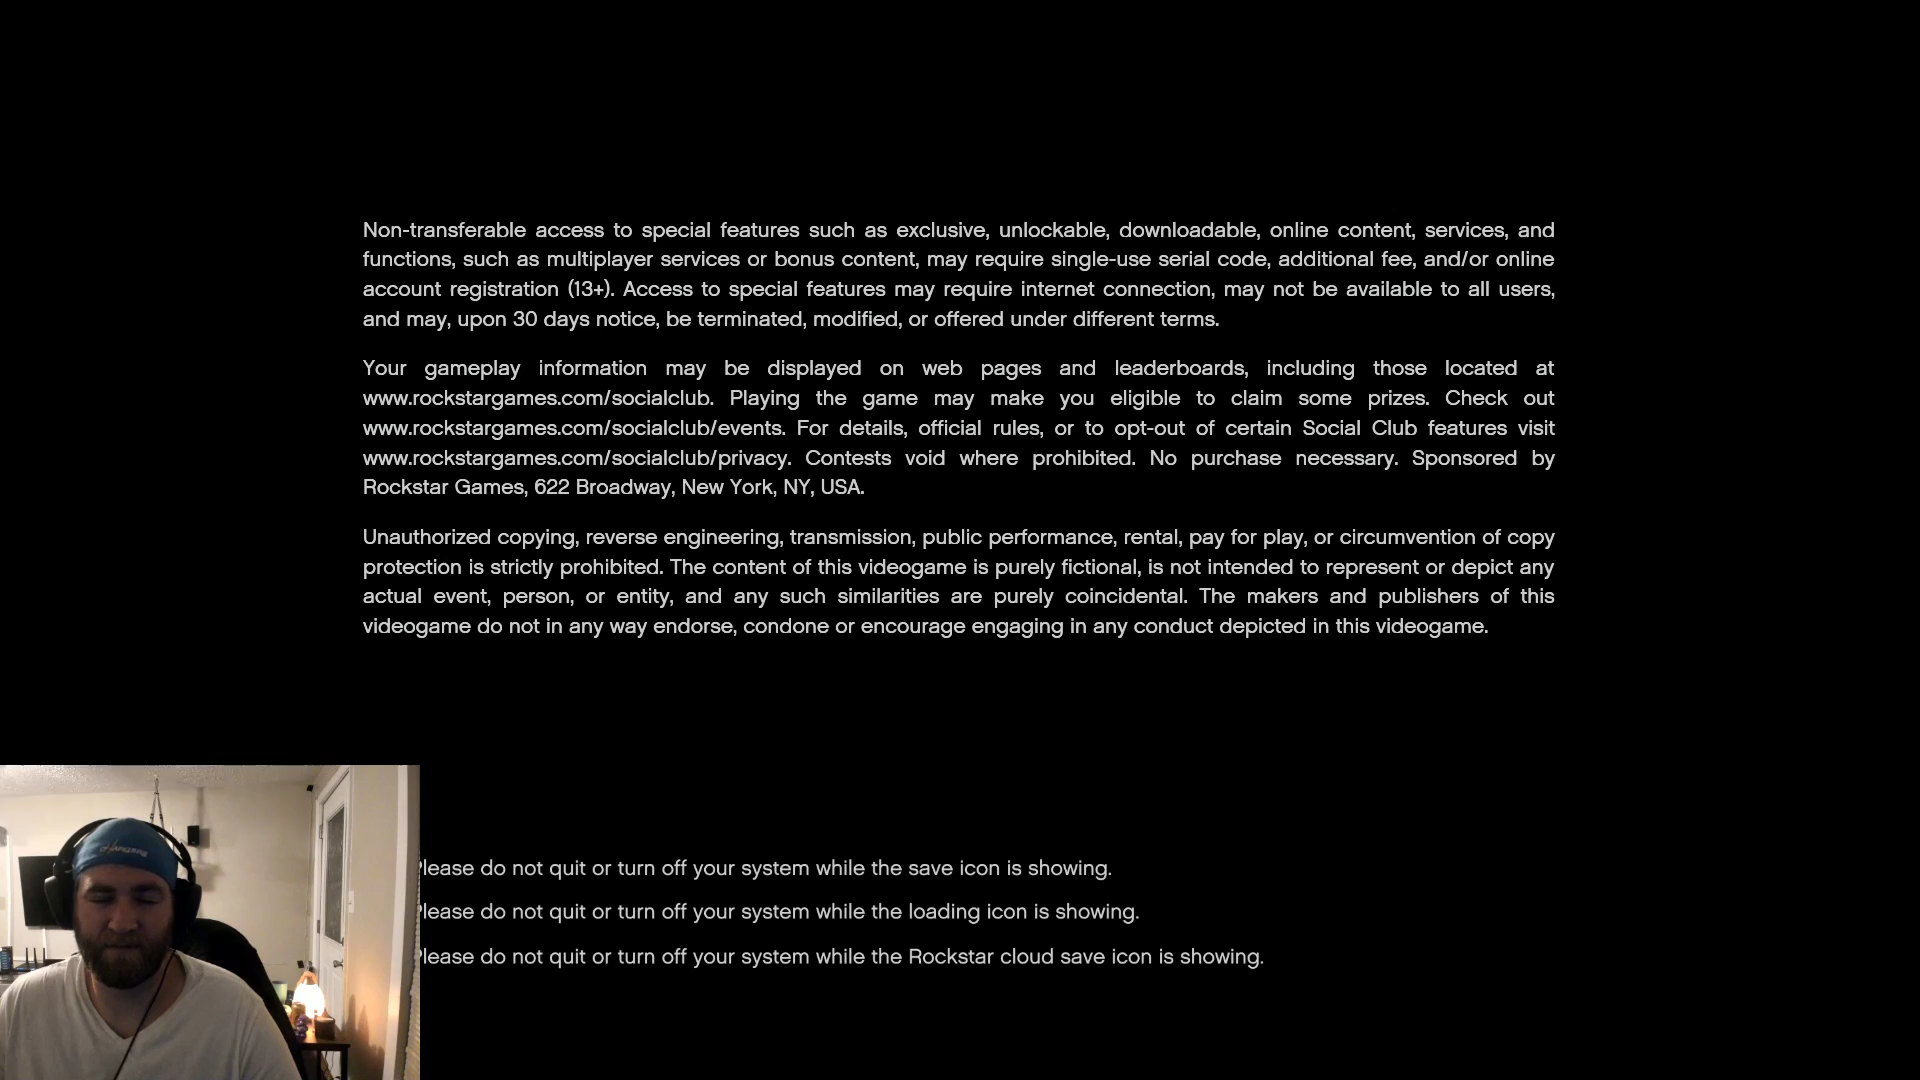 Non-transferable access to special features such as exclusive, unlockable, downloadable, online content, services, and
functions, such as multiplayer services or bonus content, may require single-use serial code, additional fee, and/or online
account registration (13+). Access to special features may require internet connection, may not be available to all users,
and may, upon 30 days notice, be terminated, modified, or offered under different terms.
Your gameplay information may be displayed on web pages and leaderboards, including those located at
www.rockstargames.com/socialclub. Playing the game may make you eligible to claim some prizes. Check out
www.rockstargames.com/socialclub/events. For details, official rules, or to opt-out of certain Social Club features visit
www.rockstargames.com/socialclub/privacy. Contests void where prohibited. No purchase necessary. Sponsored by
Rockstar Games, 622 Broadway, New York, NY, USA.
Unauthorized copying, reverse engineering, transmission, public performance, rental, pay for play, or circumvention of copy
protection is strictly prohibited. The content of this videogame is purely fictional, is not intended to represent or depict any
actual event, person, or entity, and any such similarities are purely coincidental. The makers and publishers of this
videogame do not in any way endorse, condone or encourage engaging in any conduct depicted in this videogame.
Please do not quit or turn off your system while the save icon is showing.
Please do not quit or turn off your system while the loading icon is showing.
Please do not quit or turn off your system while the Rockstar cloud save icon is showing.